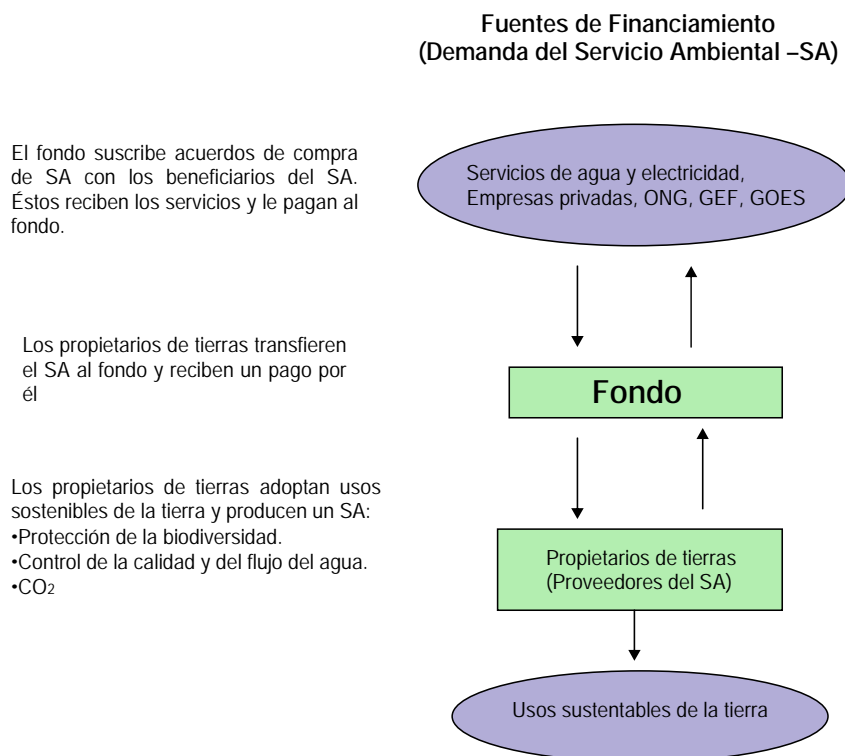 Fuentes de Financiamiento
(Demanda del Servicio Ambiental –SA)
El fondo suscribe acuerdos de compra
de SA con los beneficiarios del SA.
Éstos reciben los servicios y le pagan al
fondo.
Servicios de agua y electricidad,
Empresas privadas, ONG, GEF, GOES
Los propietarios de tierras transfieren
el SA al fondo y reciben un pago por
él
Fondo
Los propietarios de tierras adoptan usos
sostenibles de la tierra y producen un SA:
•Protección de la biodiversidad.
•Control de la calidad y del flujo del agua.
•CO2
Propietarios de tierras
(Proveedores del SA)
Usos sustentables de la tierra